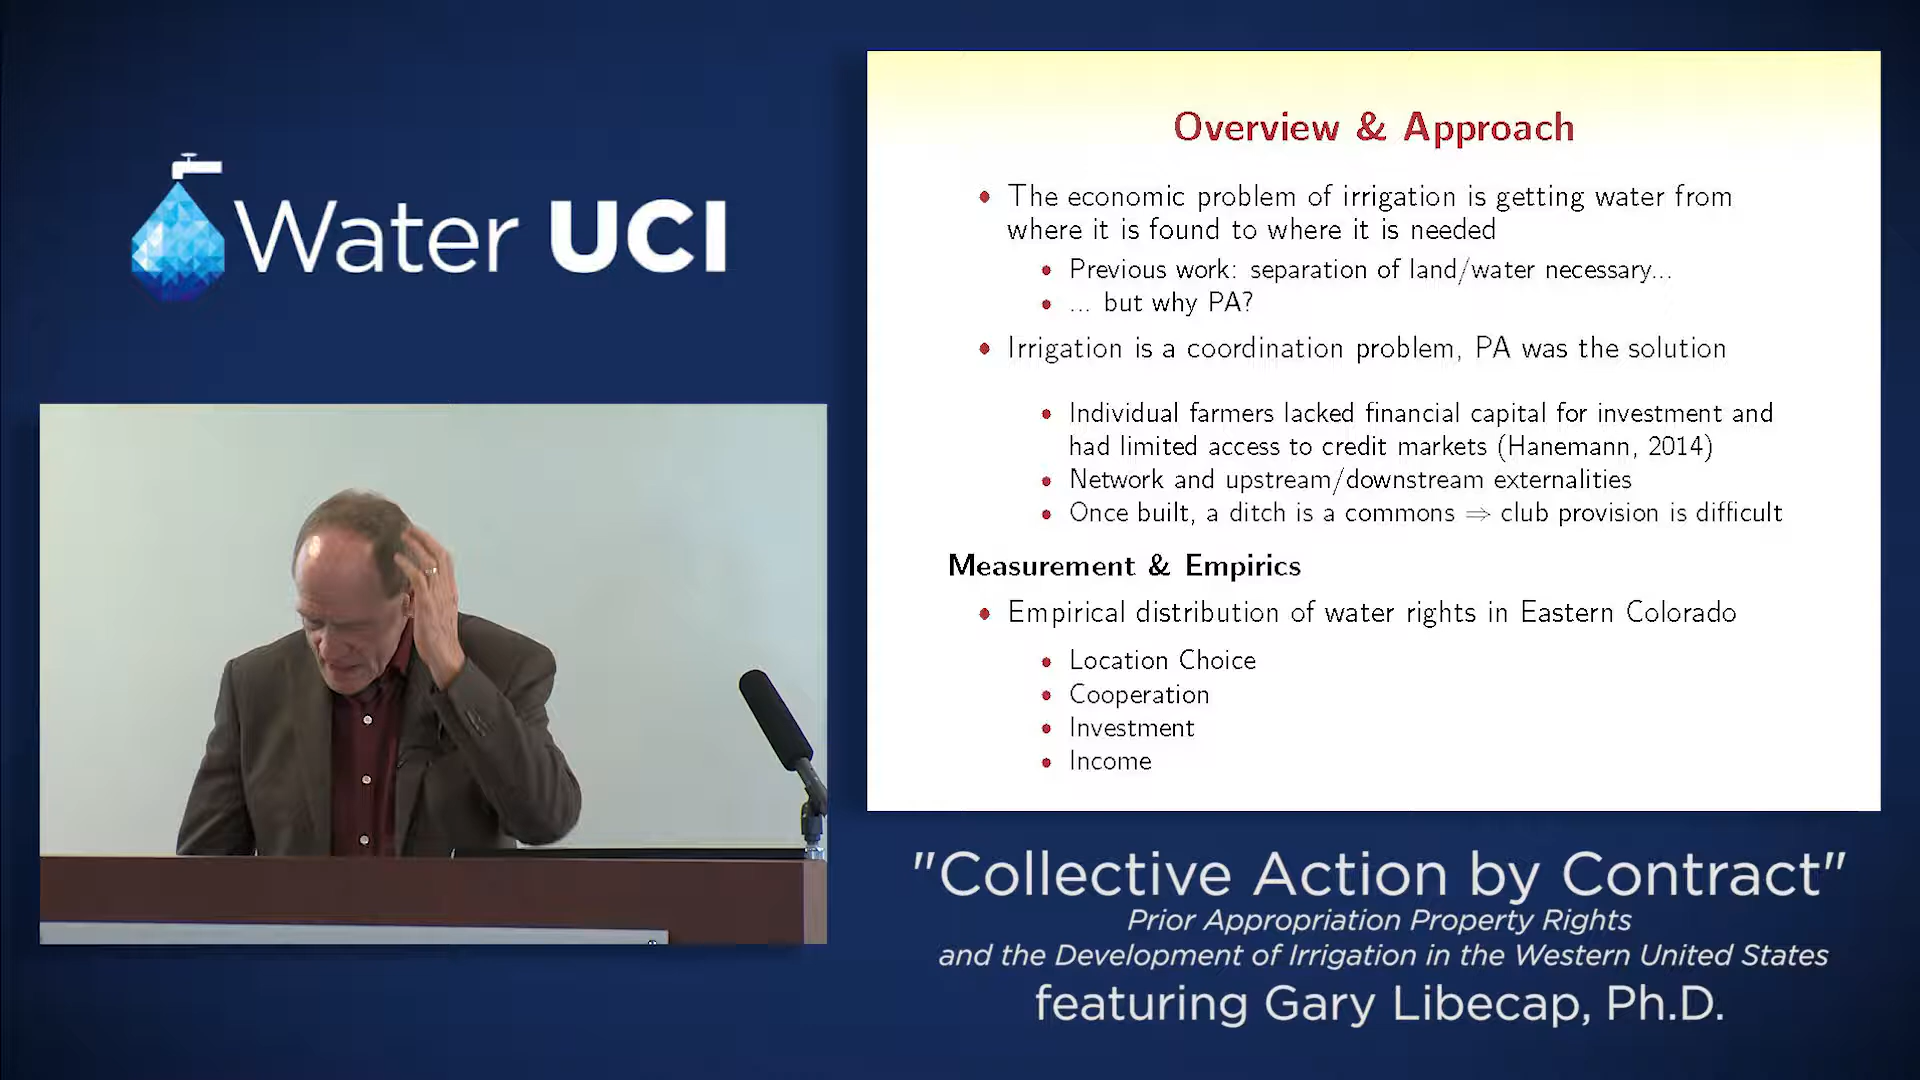 Water UCI
Overview & Approach
• The economic problem of irrigation is getting water from
where it is found to where it is needed
• Previous work: separation of land/water necessary...
• ... but why PA?
• Irrigation is a coordination problem, PA was the solution
• Individual farmers lacked financial capital for investment and
had limited access to credit markets (Hanemann, 2014)
• Network and upstream/downstream externalities
• Once built, a ditch is a commons ⇒ club provision is difficult
Measurement & Empirics
• Empirical distribution of water rights in Eastern Colorado
• Location Choice
• Cooperation
• Investment
• Income
"Collective Action by Contract"
Prior Appropriation Property Rights
and the Development of Irrigation in the Western United States
featuring Gary Libecap, Ph.D.